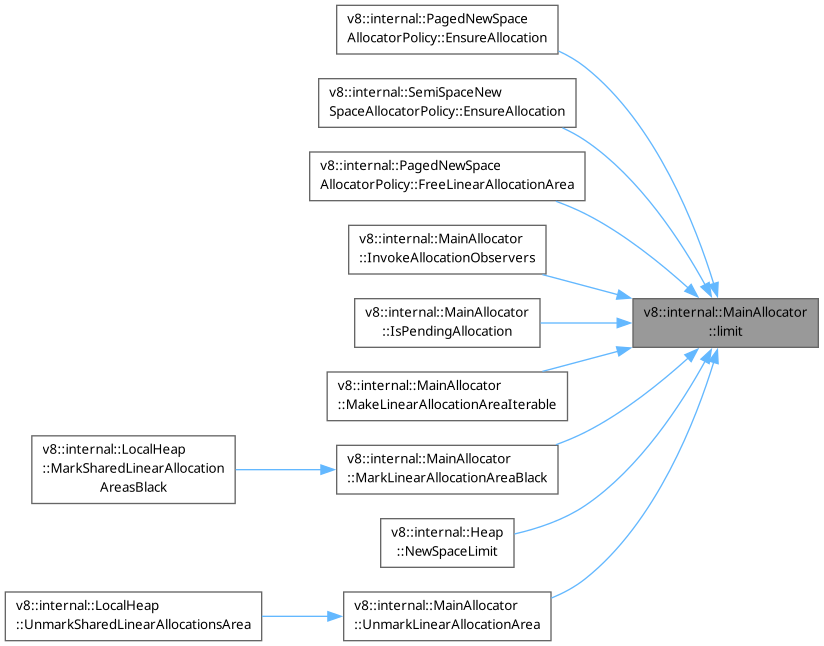 v8::internal::PagedNewSpace
AllocatorPolicy::EnsureAllocation
v8::internal::SemiSpaceNew
SpaceAllocatorPolicy::EnsureAllocation
v8::internal::PagedNewSpace
AllocatorPolicy::FreeLinearAllocationArea
v8::internal::MainAllocator
::InvokeAllocationObservers
v8::internal::MainAllocator
::IsPendingAllocation
v8::internal::MainAllocator
::limit
v8::internal::MainAllocator
::MakeLinearAllocationAreaIterable
v8::internal::LocalHeap
::MarkSharedLinearAllocation
AreasBlack
v8::internal::MainAllocator
::MarkLinearAllocationAreaBlack
v8::internal::Heap
::NewSpaceLimit
v8::internal::LocalHeap
::UnmarkSharedLinearAllocationsArea
v8::internal::MainAllocator
::UnmarkLinearAllocationArea